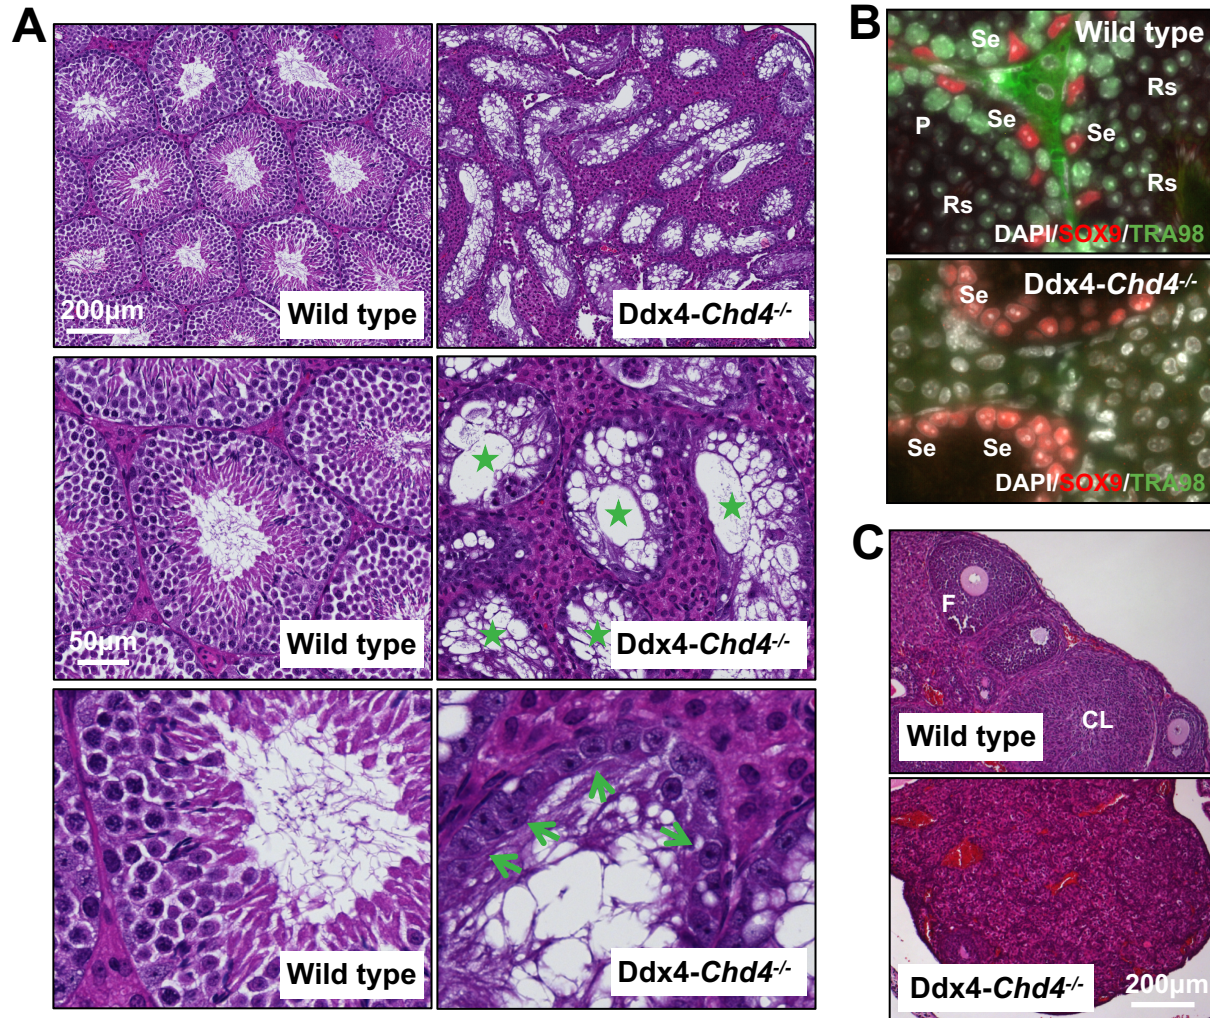 A
200μm
Wild type
Ddx4-Chd4-/-
50μm
Wild type
Ddx4-Chd4-/-
Wild type
Ddx4-Chd4-/-
B
Se
Wild type
Rs
P
Se
Se
Rs
Rs
DAPI/SOX9/TRA98
Ddx4-Chd4-/-
Se
Se
Se
DAPI/SOX9/TRA98
C
F
CL
Wild type
Ddx4-Chd4-/-
200μm